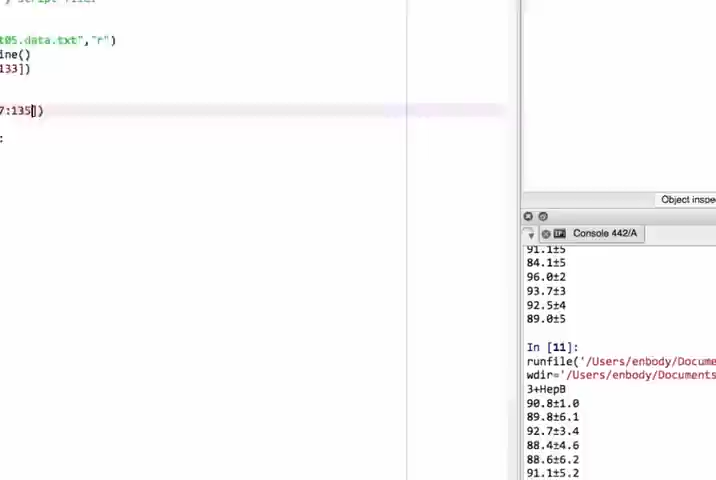 script file.
t05.data.txt","r")
ine()
133])
7:135])
:
Object inspe
Console 442/A
91.1±5
84.1±5
96.0±2
93.7±3
92.5±4
89.0±5
In [11]:
runfile('/Users/enbody/Docume
wdir='/Users/enbody/Documents
3+HepB
90.8±1.0
89.8±6.1
92.7±3.4
88.4±4.6
88.6±6.2
91.1±5.2